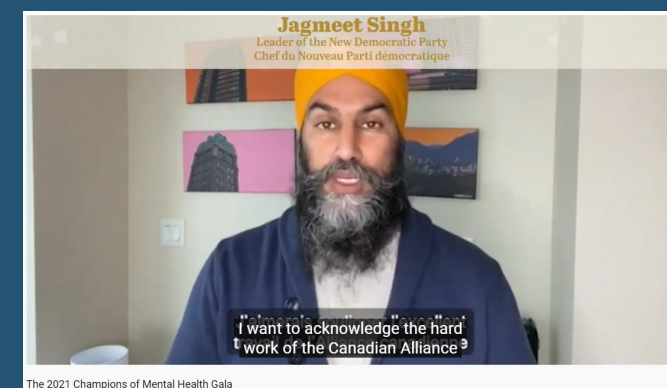 Jagmeet Singh
Leader of the New Democratic Party
Chef du Nouveau Parti démocratique
I want to acknowledge the hard
work of the Canadian Alliance
The 2021 Champions of Mental Health Gala